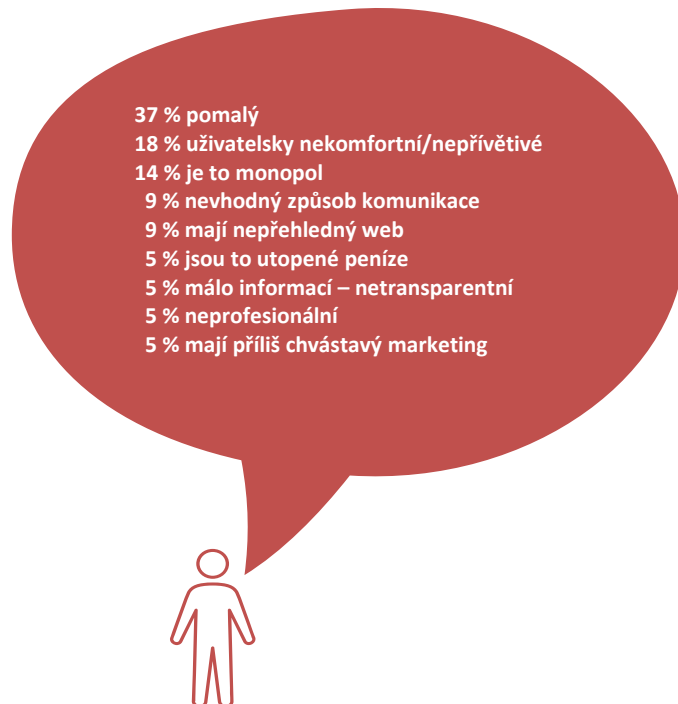 37 % pomalý
18 % uživatelsky nekomfortní/nepřívětivé
14 % je to monopol
9 % nevhodný způsob komunikace
9 % mají nepřehledný web
5 % jsou to utopené peníze
5 % málo informací – netransparentní
5 % neprofesionální
5 % mají příliš chvástavý marketing